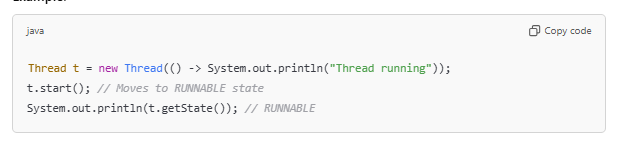 java
Copy code
Thread t = new Thread(() -> System.out.println("Thread running"));
t.start(); // Moves to RUNNABLE state
System.out.println(t.getState()); // RUNNABLE